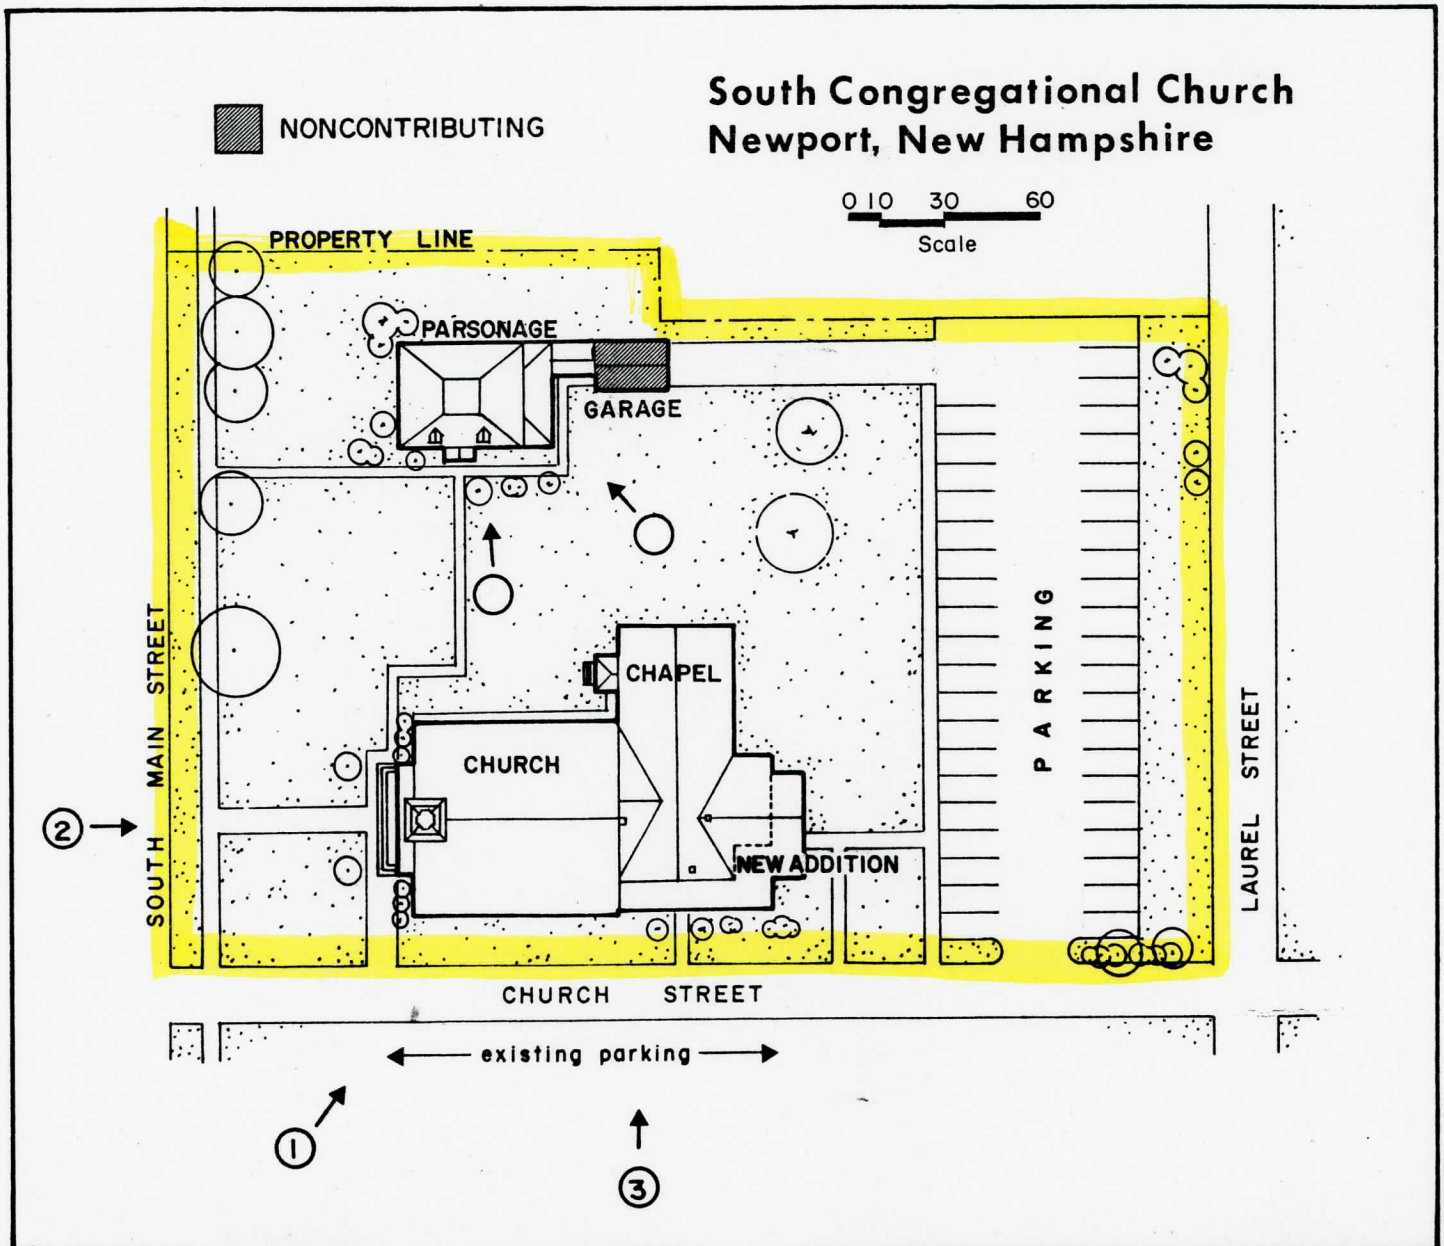 South Congregational Church
Newport, New Hampshire
NONCONTRIBUTING
0 10 30 60
Scale
PROPERTY LINE
PARSONAGE
GARAGE
CHAPEL
CHURCH
NEW ADDITION
PARKING
SOUTH MAIN STREET
LAUREL STREET
2
CHURCH STREET
existing parking
1
3